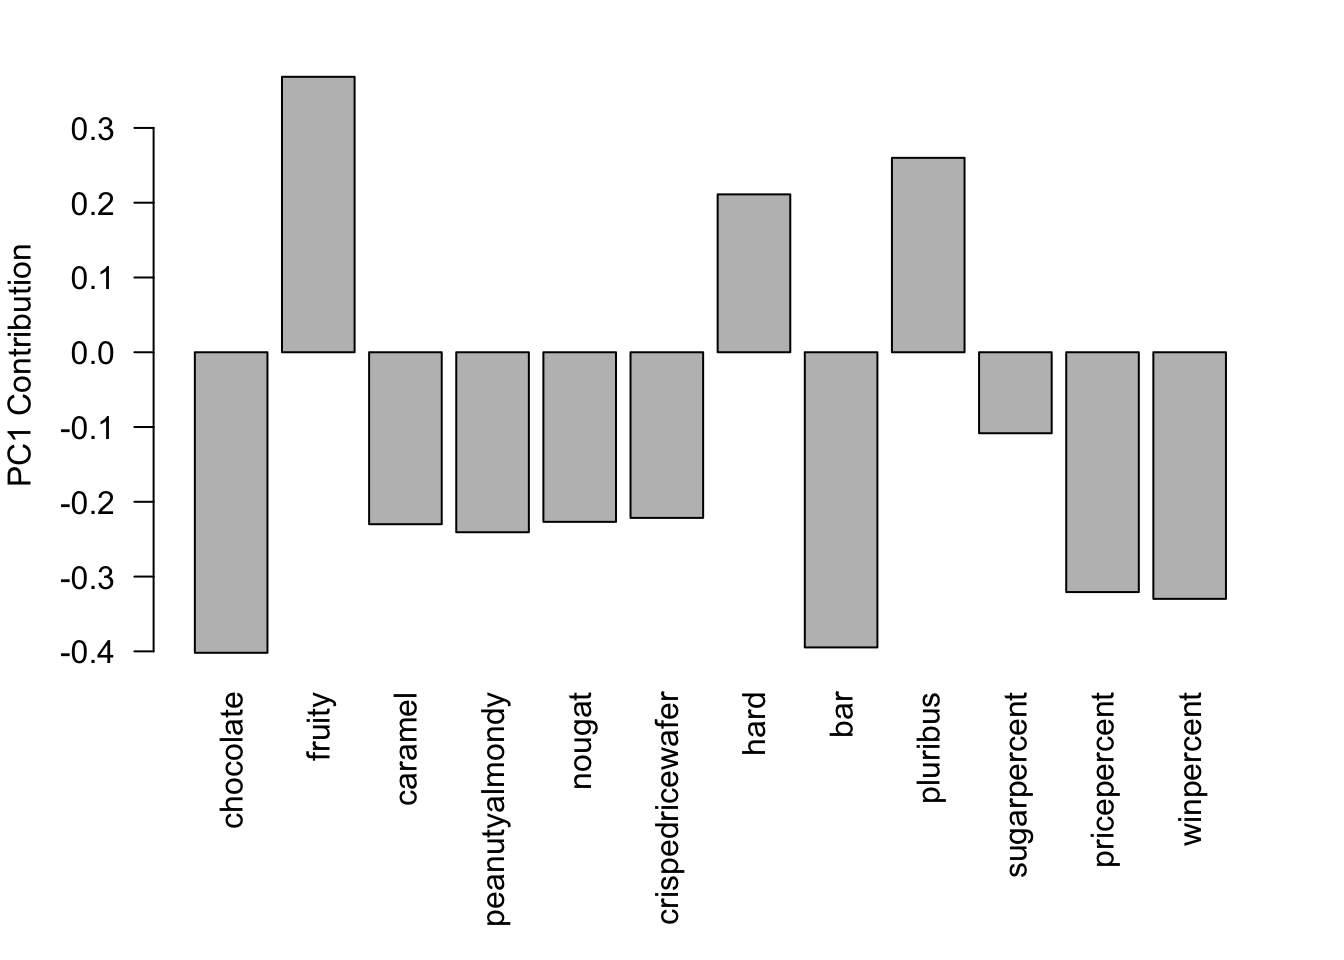 PC1 Contribution
0.3
0.2
0.1
0.0
-0.1
-0.2
-0.3
-0.4
chocolate
fruity
caramel
peanutyalmondy
nougat
crispedricewafer
hard
bar
pluribus
sugarpercent
pricepercent
winpercent